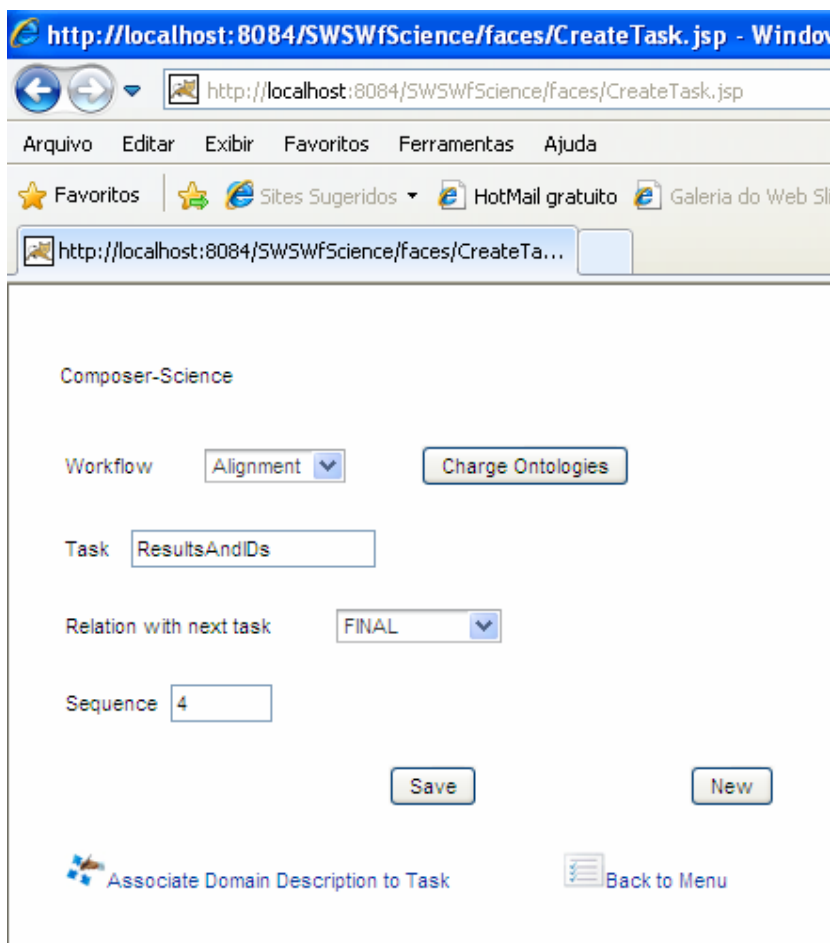 http://localhost:8084/SWSWfScience/faces/CreateTask.jsp - Window
http://localhost:8084/SWSWfScience/faces/CreateTask.jsp
Arquivo Editar Exibir Favoritos Ferramentas Ajuda
Favoritos Sites Sugeridos HotMail gratuito Galeria do Web Sli
http://localhost:8084/SWSWfScience/faces/CreateTa...
Composer-Science
Workflow Alignment Charge Ontologies
Task ResultsAndIDs
Relation with next task FINAL
Sequence 4
Save New
Associate Domain Description to Task Back to Menu